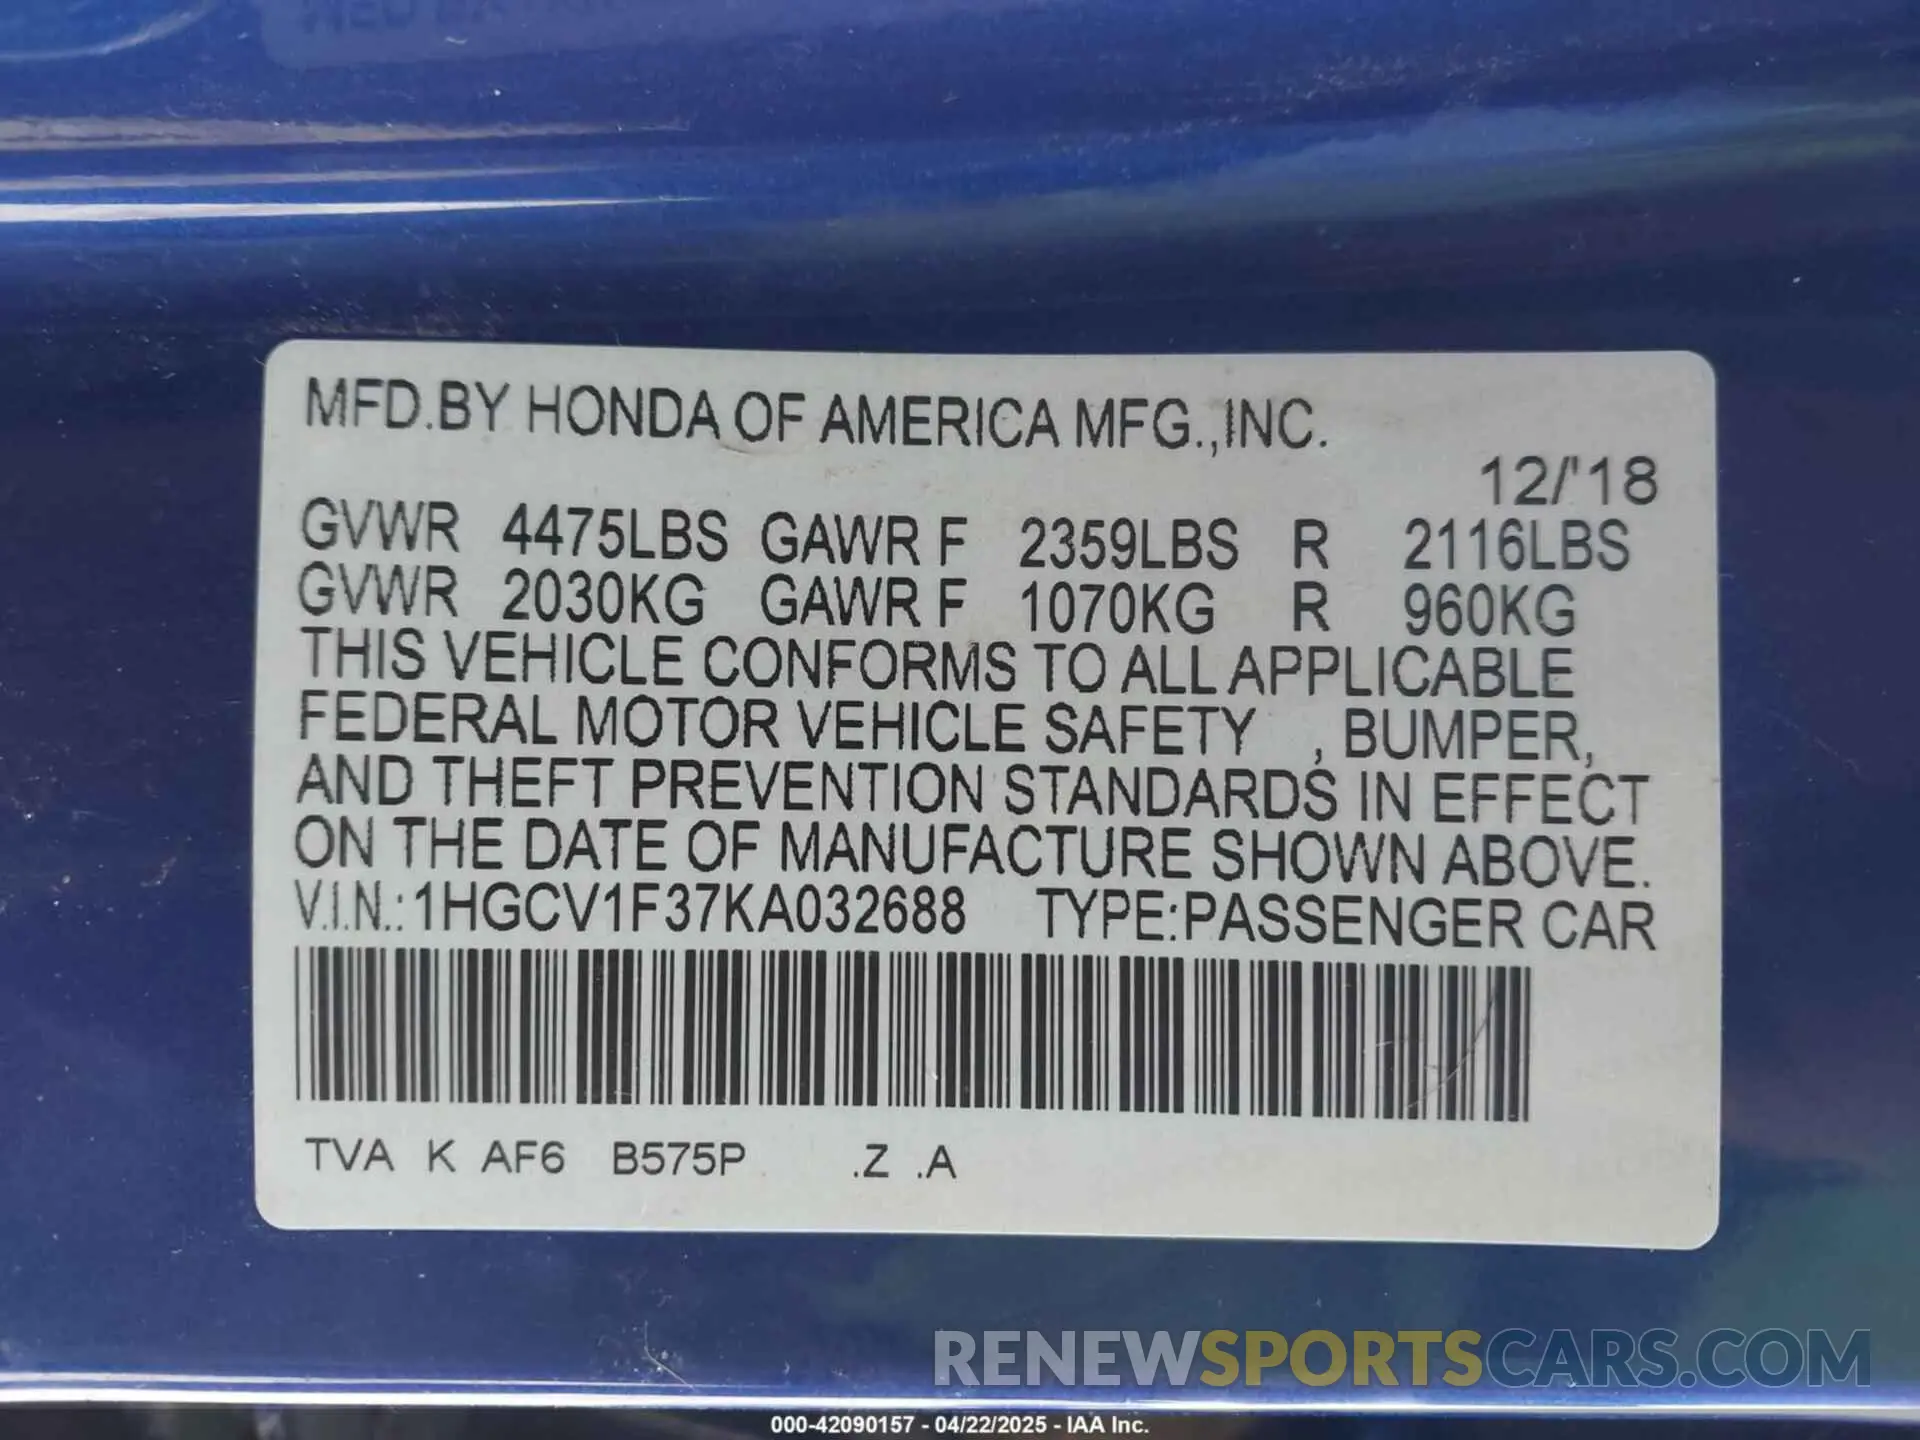 MFD.BY HONDA OF AMERICA MFG.,INC.
12/'18
GVWR 4475LBS GAWR F 2359LBS R 2116LBS
GVWR 2030KG GAWR F 1070KG R 960KG
THIS VEHICLE CONFORMS TO ALL APPLICABLE
FEDERAL MOTOR VEHICLE SAFETY , BUMPER,
AND THEFT PREVENTION STANDARDS IN EFFECT
ON THE DATE OF MANUFACTURE SHOWN ABOVE.
V.I.N.:1HGCV1F37KA032688 TYPE:PASSENGER CAR
TVA K AF6 B575P .Z .A
RENEWSPORTSCARS.COM
000-42090157 - 04/22/2025 - IAA Inc.